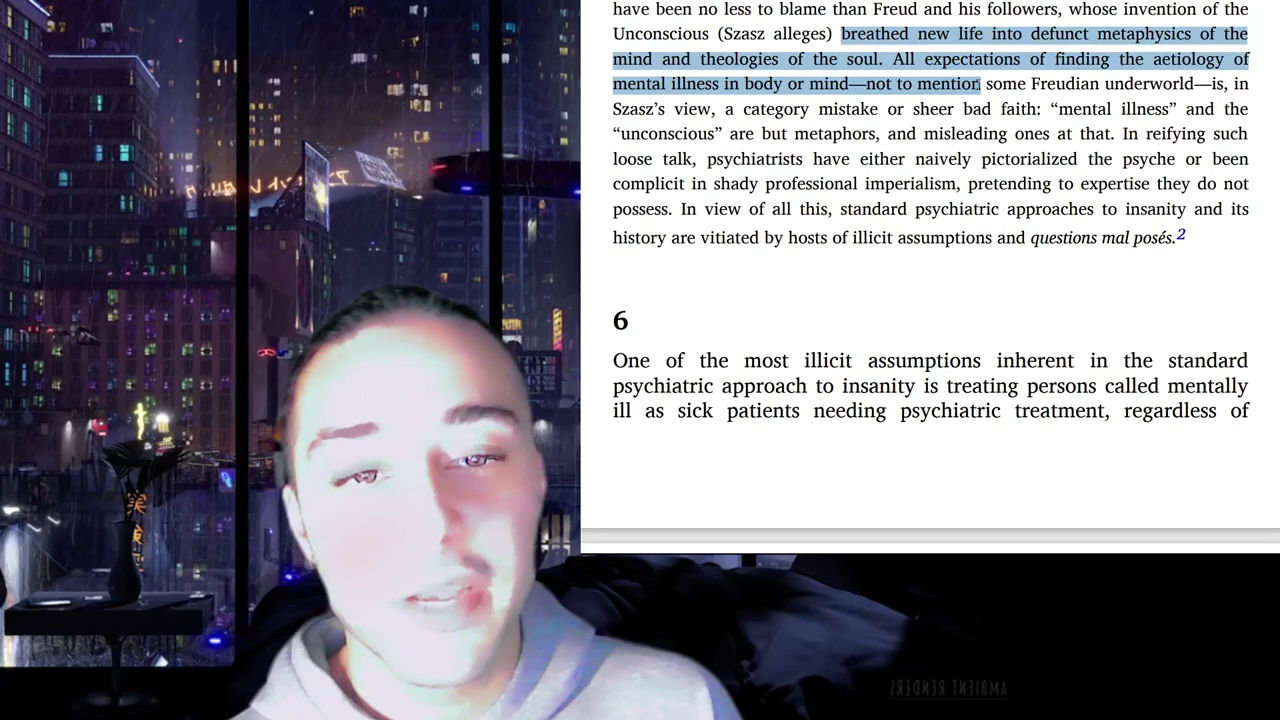 have been no less to blame than Freud and his followers, whose invention of the
Unconscious (Szasz alleges) breathed new life into defunct metaphysics of the
mind and theologies of the soul. All expectations of finding the aetiology of
mental illness in body or mind—not to mention some Freudian underworld—is, in
Szasz’s view, a category mistake or sheer bad faith: “mental illness” and the
“unconscious” are but metaphors, and misleading ones at that. In reifying such
loose talk, psychiatrists have either naively pictorialized the psyche or been
complicit in shady professional imperialism, pretending to expertise they do not
possess. In view of all this, standard psychiatric approaches to insanity and its
history are vitiated by hosts of illicit assumptions and questions mal posés.2
6
One of the most illicit assumptions inherent in the standard
psychiatric approach to insanity is treating persons called mentally
ill as sick patients needing psychiatric treatment, regardless of
AMBIENT RENDERS